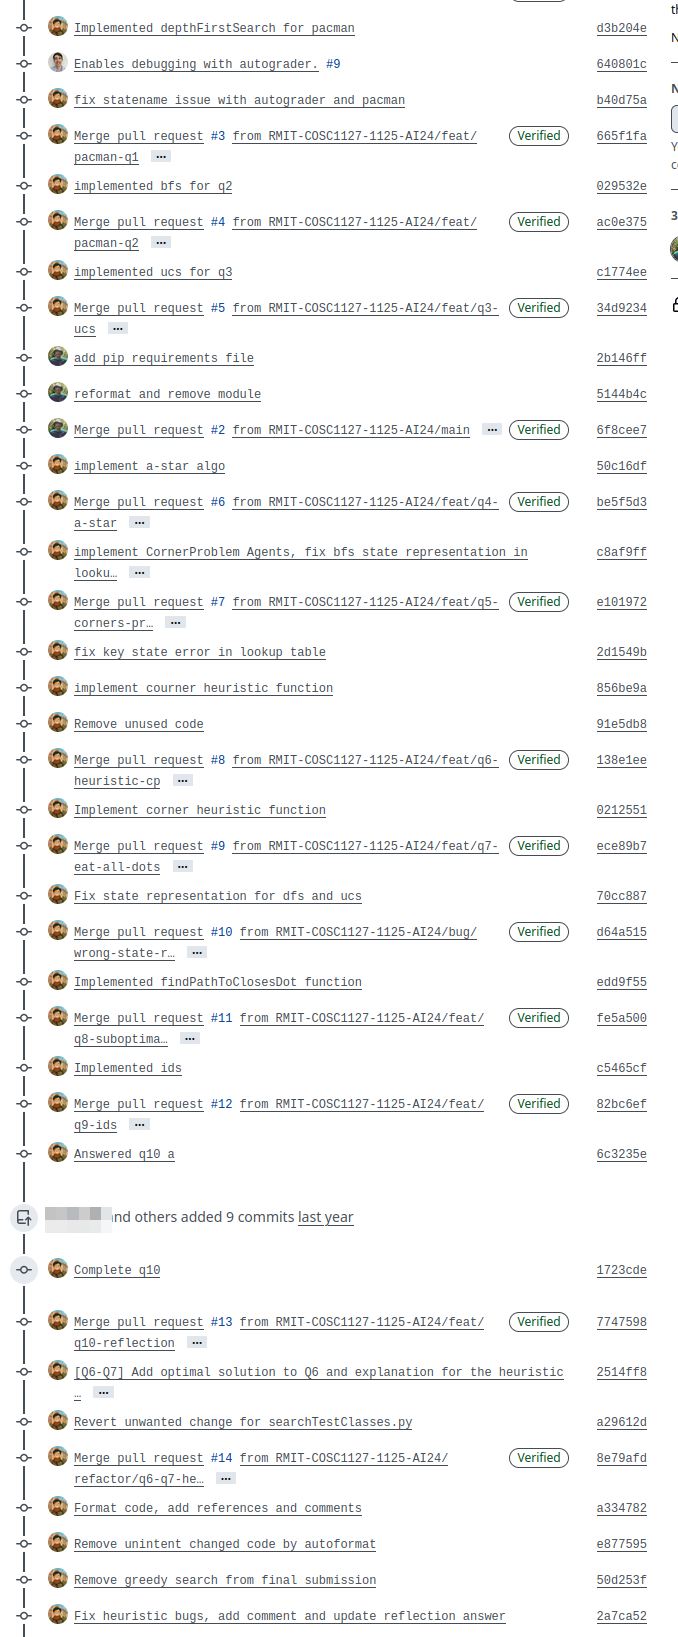 Implemented depthFirstSearch for pacman d3b204e
Enables debugging with autograder. #9 640801c
fix statename issue with autograder and pacman b40d75a
Merge pull request #3 from RMIT-COSC1127-1125-AI24/feat/ Verified 665f1fa
pacman-q1 …
implemented bfs for q2 029532e
Merge pull request #4 from RMIT-COSC1127-1125-AI24/feat/ Verified ac0e375
pacman-q2 …
implemented ucs for q3 c1774ee
Merge pull request #5 from RMIT-COSC1127-1125-AI24/feat/q3- Verified 34d9234
ucs …
add pip requirements file 2b146ff
reformat and remove module 5144b4c
Merge pull request #2 from RMIT-COSC1127-1125-AI24/main … Verified 6f8cee7
implement a-star algo 50c16df
Merge pull request #6 from RMIT-COSC1127-1125-AI24/feat/q4- Verified be5f5d3
a-star …
implement CornerProblem Agents, fix bfs state representation in c8af9ff
looku… …
Merge pull request #7 from RMIT-COSC1127-1125-AI24/feat/q5- Verified e101972
corners-pr… …
fix key state error in lookup table 2d1549b
implement courner heuristic function 856be9a
Remove unused code 91e5db8
Merge pull request #8 from RMIT-COSC1127-1125-AI24/feat/q6- Verified 138e1ee
heuristic-cp …
Implement corner heuristic function 0212551
Merge pull request #9 from RMIT-COSC1127-1125-AI24/feat/q7- Verified ece89b7
eat-all-dots …
Fix state representation for dfs and ucs 70cc887
Merge pull request #10 from RMIT-COSC1127-1125-AI24/bug/ Verified d64a515
wrong-state-r… …
Implemented findPathToClosesDot function edd9f55
Merge pull request #11 from RMIT-COSC1127-1125-AI24/feat/ Verified fe5a500
q8-suboptima… …
Implemented ids c5465cf
Merge pull request #12 from RMIT-COSC1127-1125-AI24/feat/ Verified 82bc6ef
q9-ids …
Answered q10 a 6c3235e
nd others added 9 commits last year
Complete q10 1723cde
Merge pull request #13 from RMIT-COSC1127-1125-AI24/feat/ Verified 7747598
q10-reflection …
[Q6-Q7] Add optimal solution to Q6 and explanation for the heuristic 2514ff8
… …
Revert unwanted change for searchTestClasses.py a29612d
Merge pull request #14 from RMIT-COSC1127-1125-AI24/ Verified 8e79afd
refactor/q6-q7-he… …
Format code, add references and comments a334782
Remove unintent changed code by autoformat e877595
Remove greedy search from final submission 50d253f
Fix heuristic bugs, add comment and update reflection answer 2a7ca52